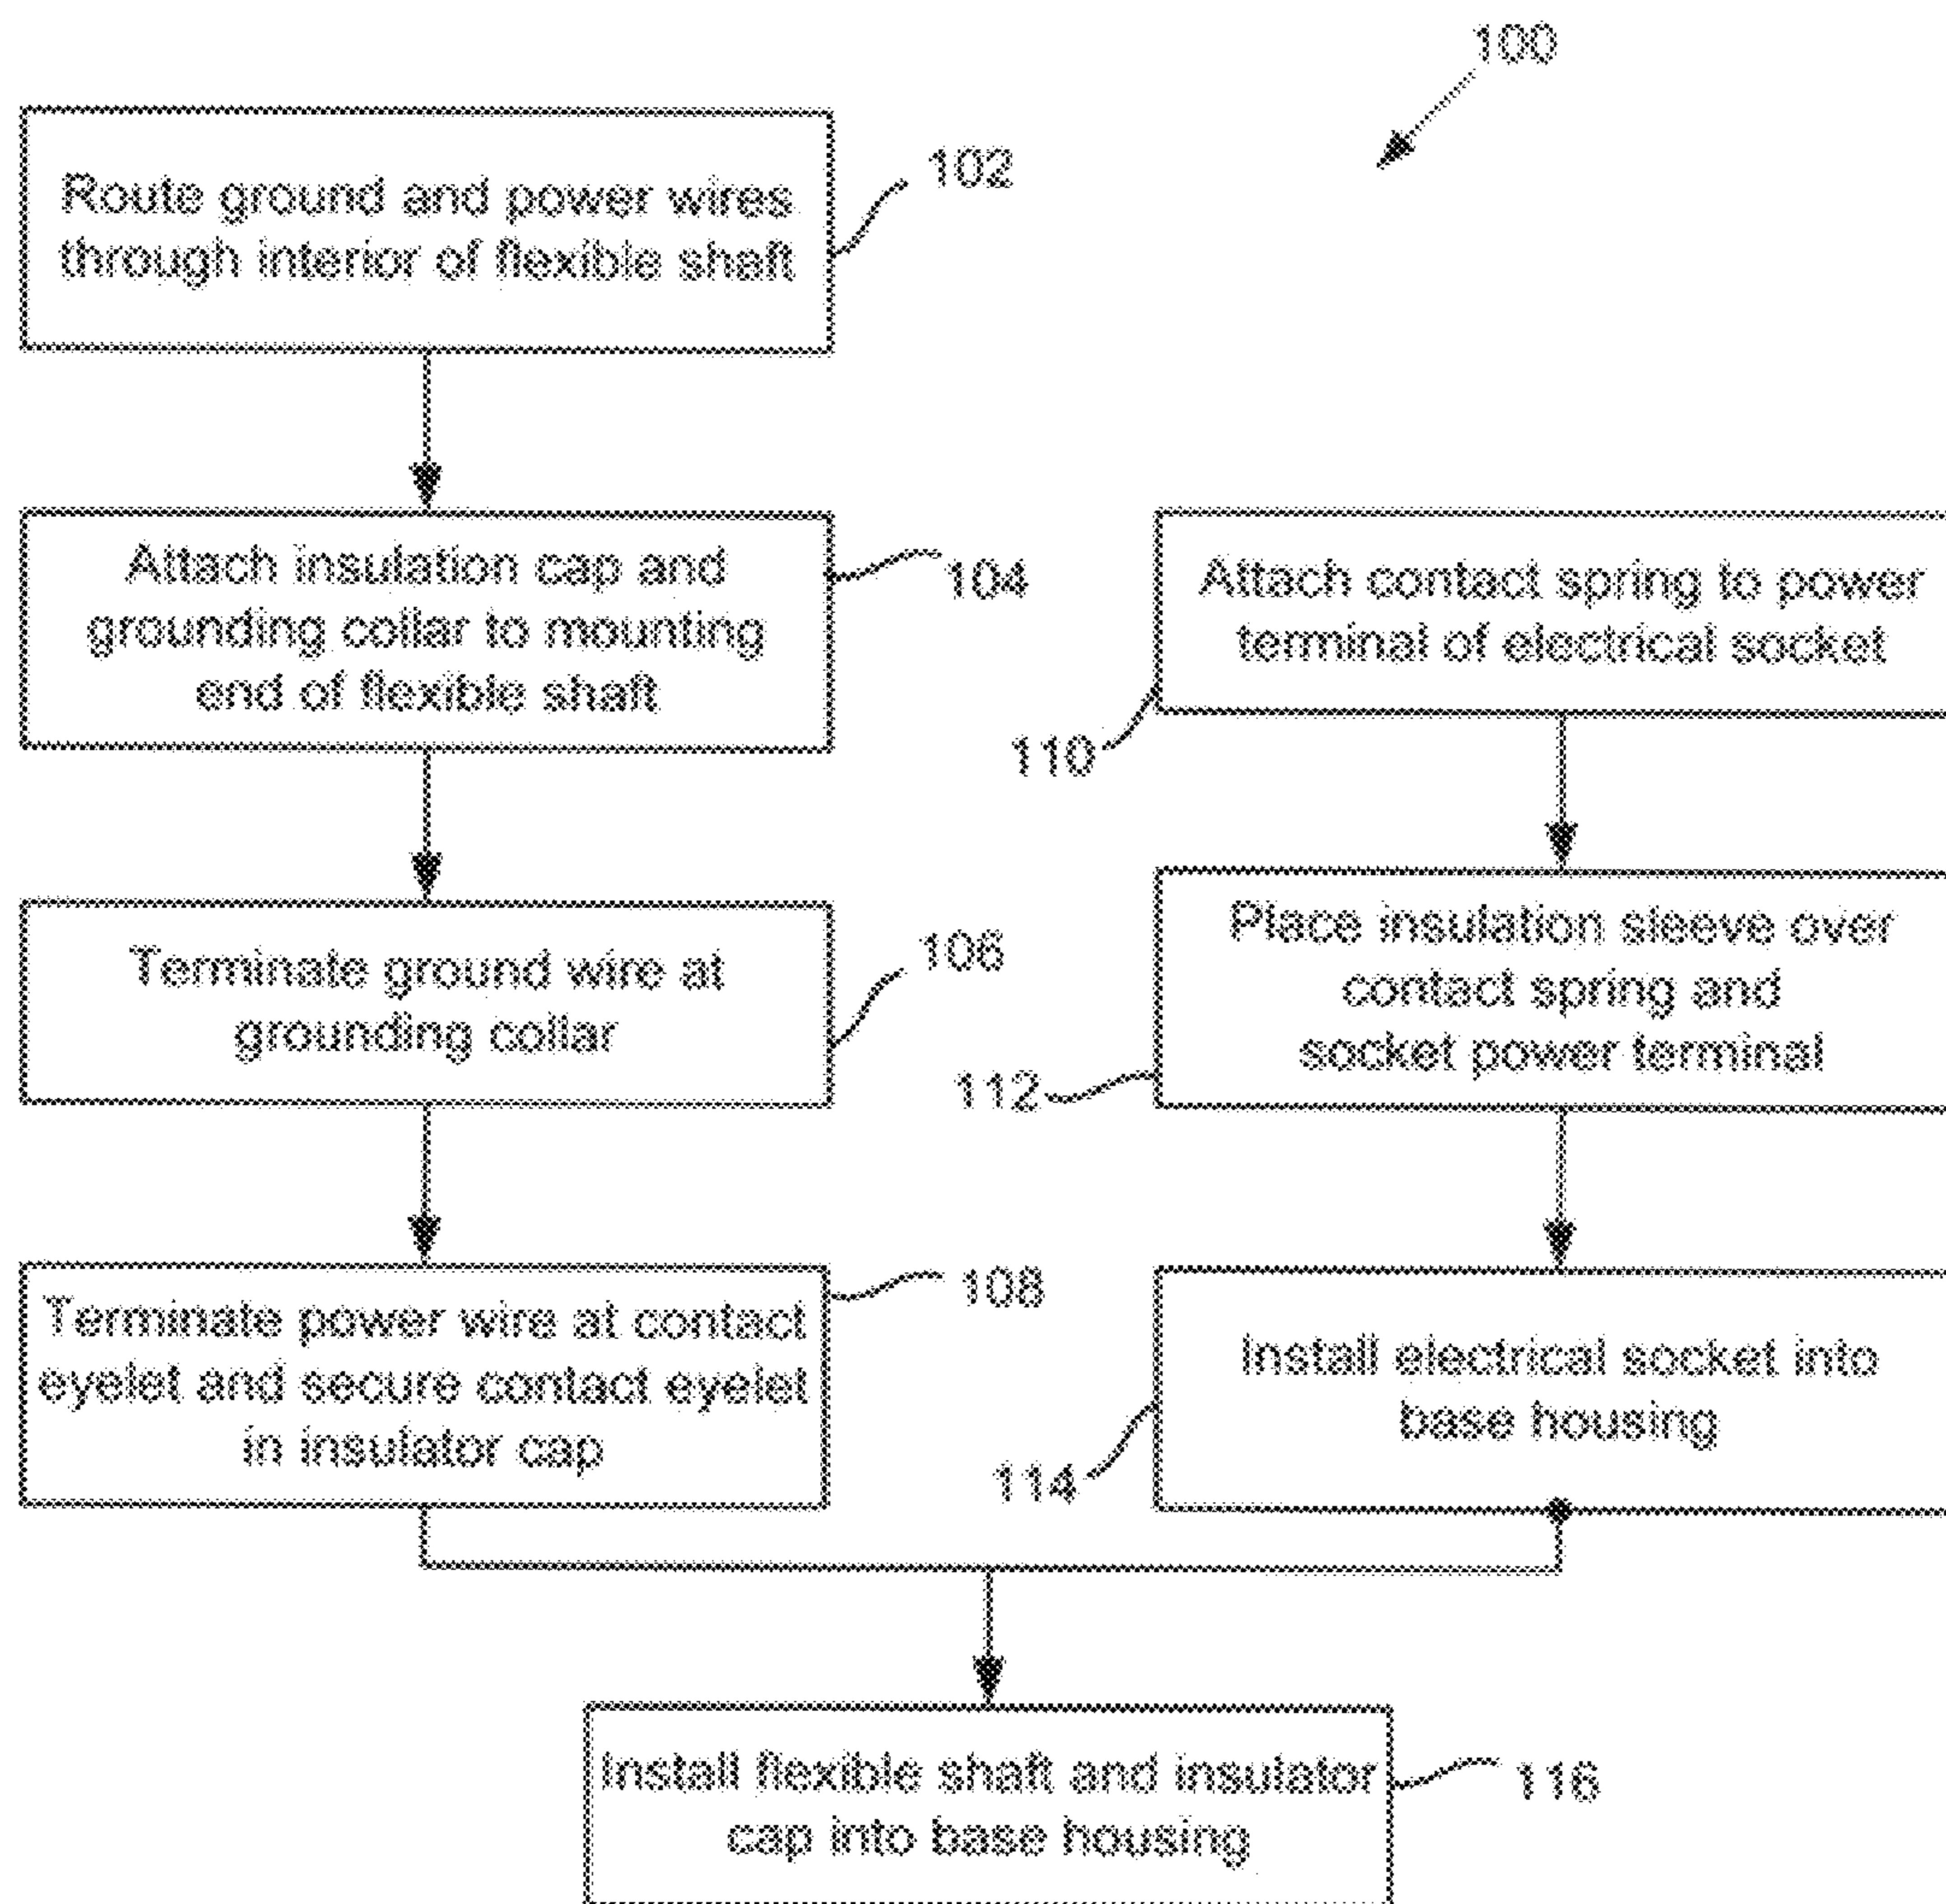 100
Route ground and power wires
through interior of flexible shaft
102
Attach insulation cap and
grounding collar to mounting
end of flexible shaft
104
Terminate ground wire at
grounding collar
106
Terminate power wire at contact
eyelet and secure contact eyelet
in insulator cap
108
Attach contact spring to power
terminal of electrical socket
110
Place insulation sleeve over
contact spring and
socket power terminal
112
Install electrical socket into
base housing
114
Install flexible shaft and insulator
cap into base housing
116